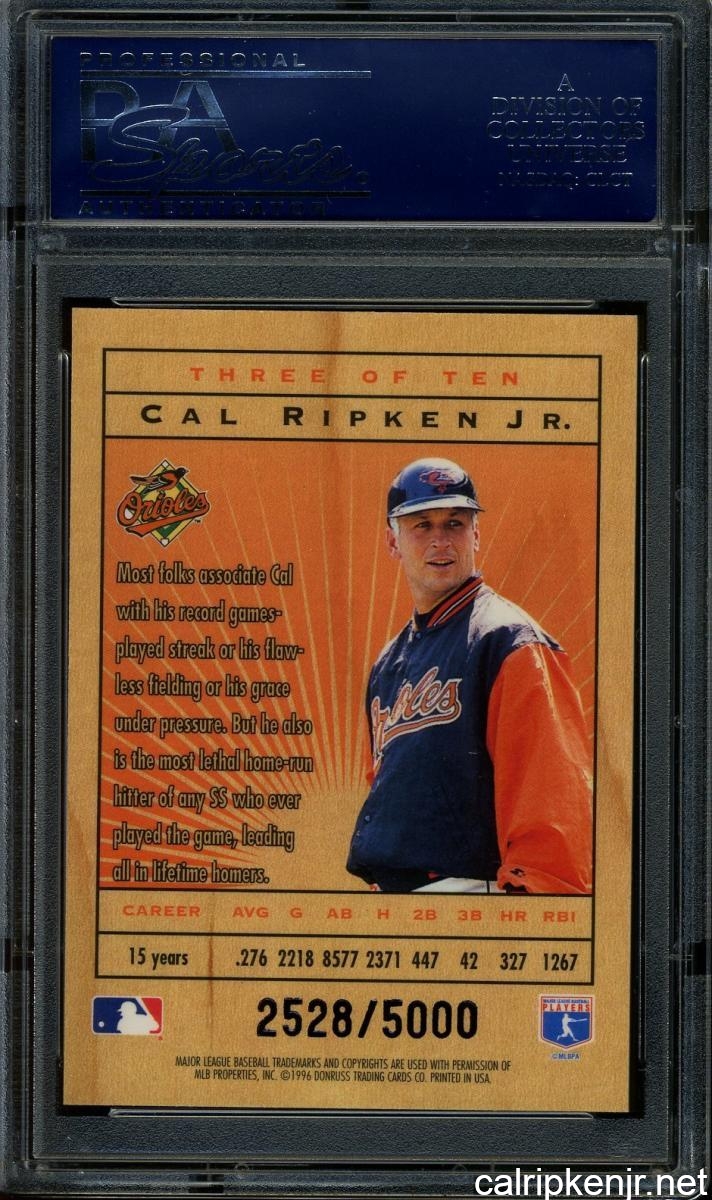 PROFESSIONAL
PSA
Sports
AUTHENTICATOR
A
DIVISION OF
COLLECTORS
UNIVERSE
NASDAQ: CLCT
THREE OF TEN
CAL RIPKEN JR.
Orioles
TM
Most folks associate Cal
with his record games-
played streak or his flaw-
less fielding or his grace
under pressure. But he also
is the most lethal home-run
hitter of any SS who ever
played the game, leading
all in lifetime homers.
Orioles
CAREER AVG G AB H 2B 3B HR RBI
15 years .276 2218 8577 2371 447 42 327 1267
2528/5000
MAJOR LEAGUE BASEBALL
PLAYERS
©MLBPA
MAJOR LEAGUE BASEBALL TRADEMARKS AND COPYRIGHTS ARE USED WITH PERMISSION OF
MLB PROPERTIES, INC. ©1996 DONRUSS TRADING CARDS CO. PRINTED IN USA.
calripkenjr.net